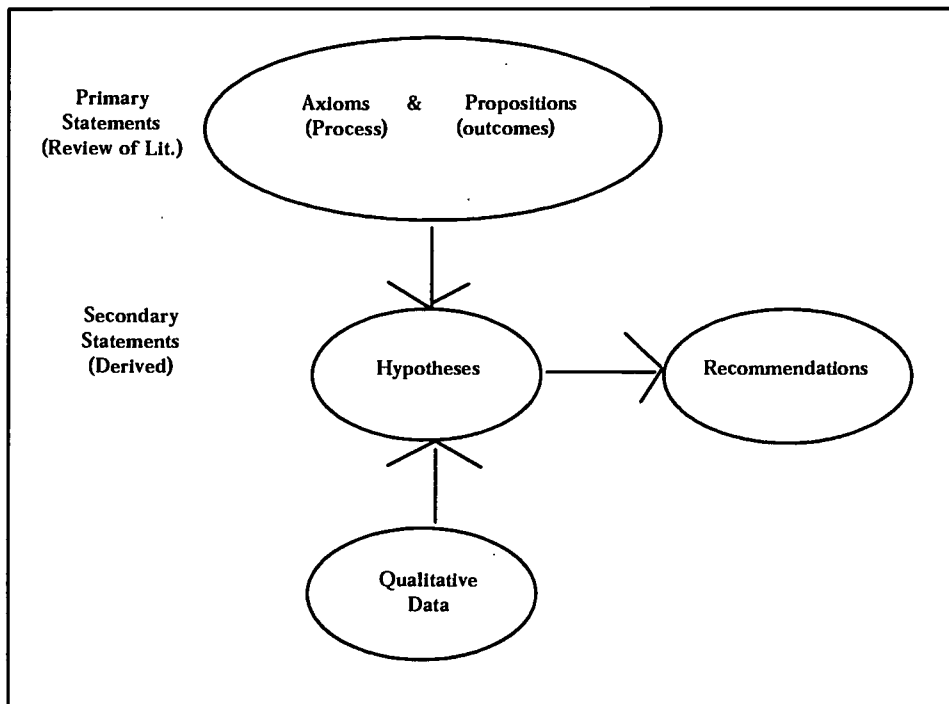 Primary
Statements
(Review of Lit.)
Axioms & Propositions
(Process) (outcomes)
Secondary
Statements
(Derived)
Hypotheses
Recommendations
Qualitative
Data